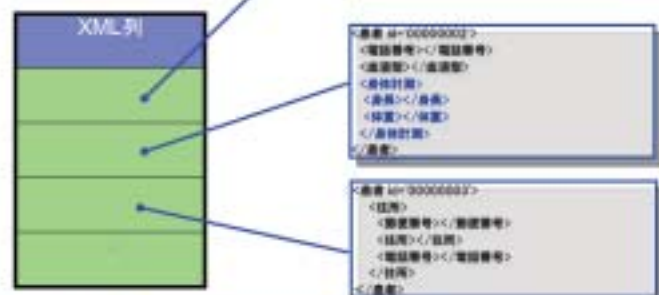 XML列
<患者 id='00000002'>
<電話番号></電話番号>
<血液型></血液型>
<身体計測>
<身長></身長>
<体重></体重>
</身体計測>
</患者>
<患者 id='00000003'>
<住所>
<郵便番号></郵便番号>
<住所></住所>
<電話番号></電話番号>
</住所>
</患者>